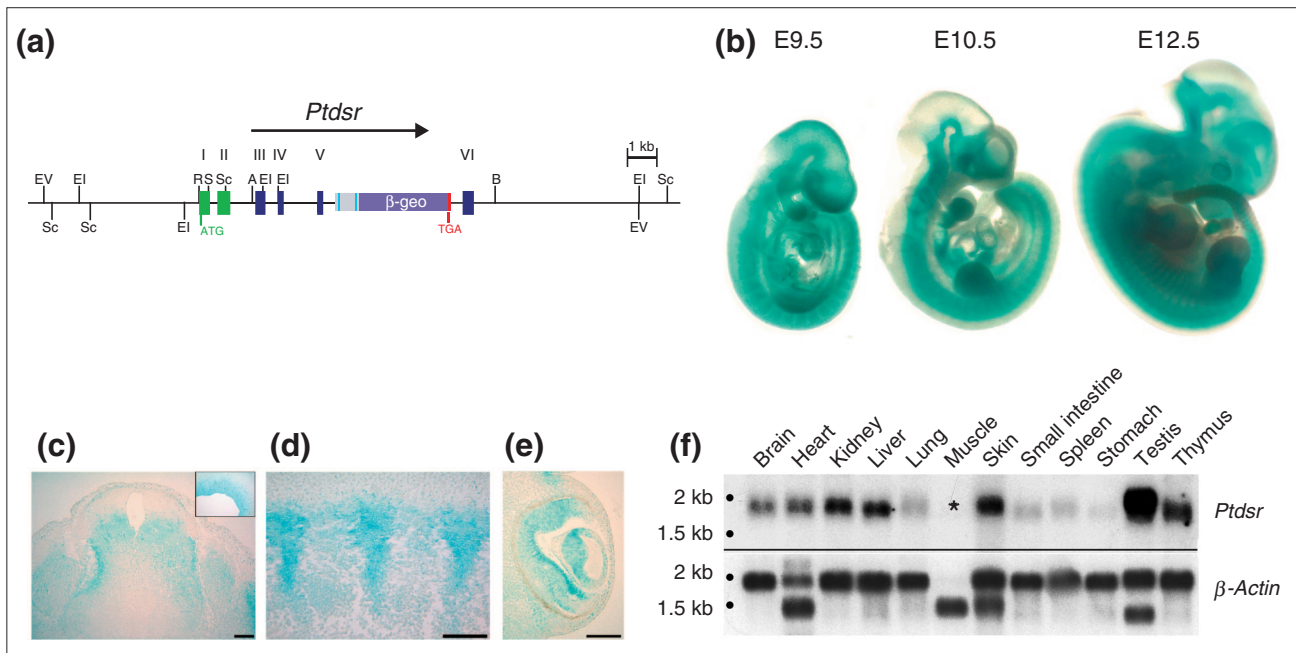 (a)
Ptdsr
1 kb
I II III IV V VI
EV EI R S Sc A EI EI B EI Sc
β-geo
Sc Sc EI ATG TGA EV
(b)
E9.5 E10.5 E12.5
(c)
(d)
(e)
(f)
Brain Heart Kidney Liver Lung Muscle Skin Small intestine Spleen Stomach Testis Thymus
2 kb
*
Ptdsr
1.5 kb
2 kb
β-Actin
1.5 kb